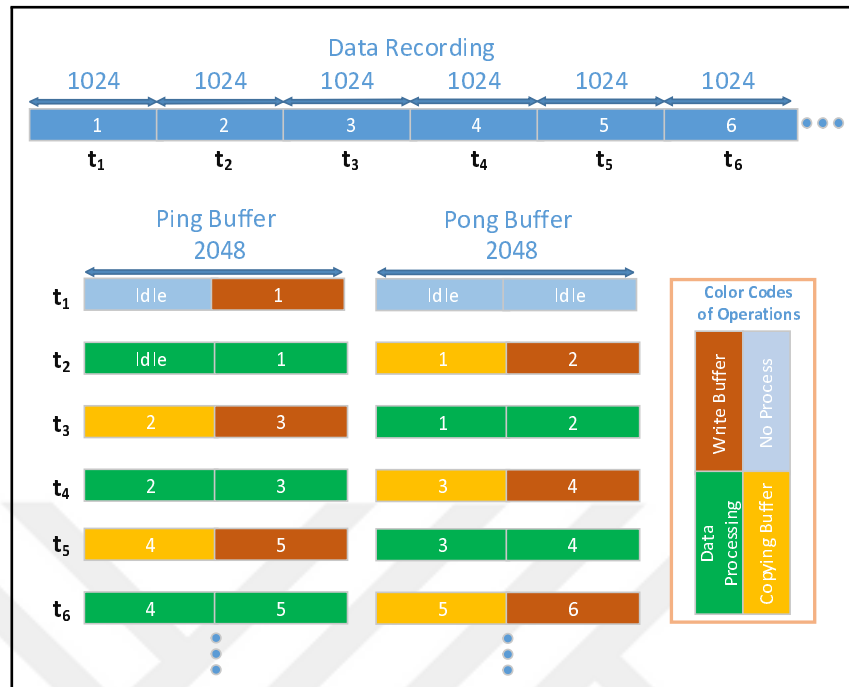 Data Recording
1024 1024 1024 1024 1024 1024
1 2 3 4 5 6
t1 t2 t3 t4 t5 t6
Ping Buffer
2048
Pong Buffer
2048
t1 Idle 1 Idle Idle
t2 Idle 1 1 2
t3 2 3 1 2
t4 2 3 3 4
t5 4 5 3 4
t6 4 5 5 6
Color Codes
of Operations
Write Buffer
No Process
Data
Processing
Copying Buffer